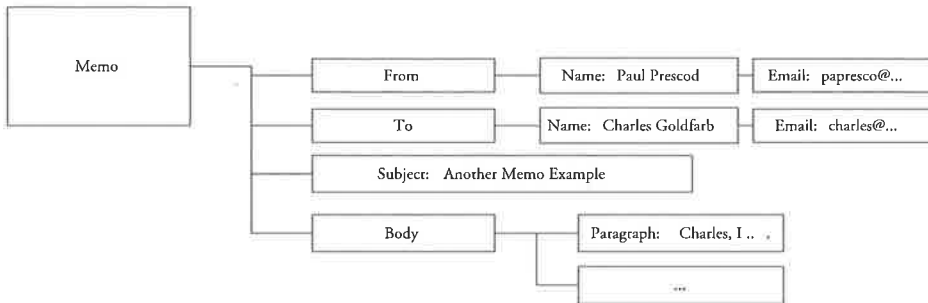 Memo
From
Name: Paul Prescod
Email: papresco@...
To
Name: Charles Goldfarb
Email: charles@...
Subject: Another Memo Example
Body
Paragraph: Charles, I ..
...